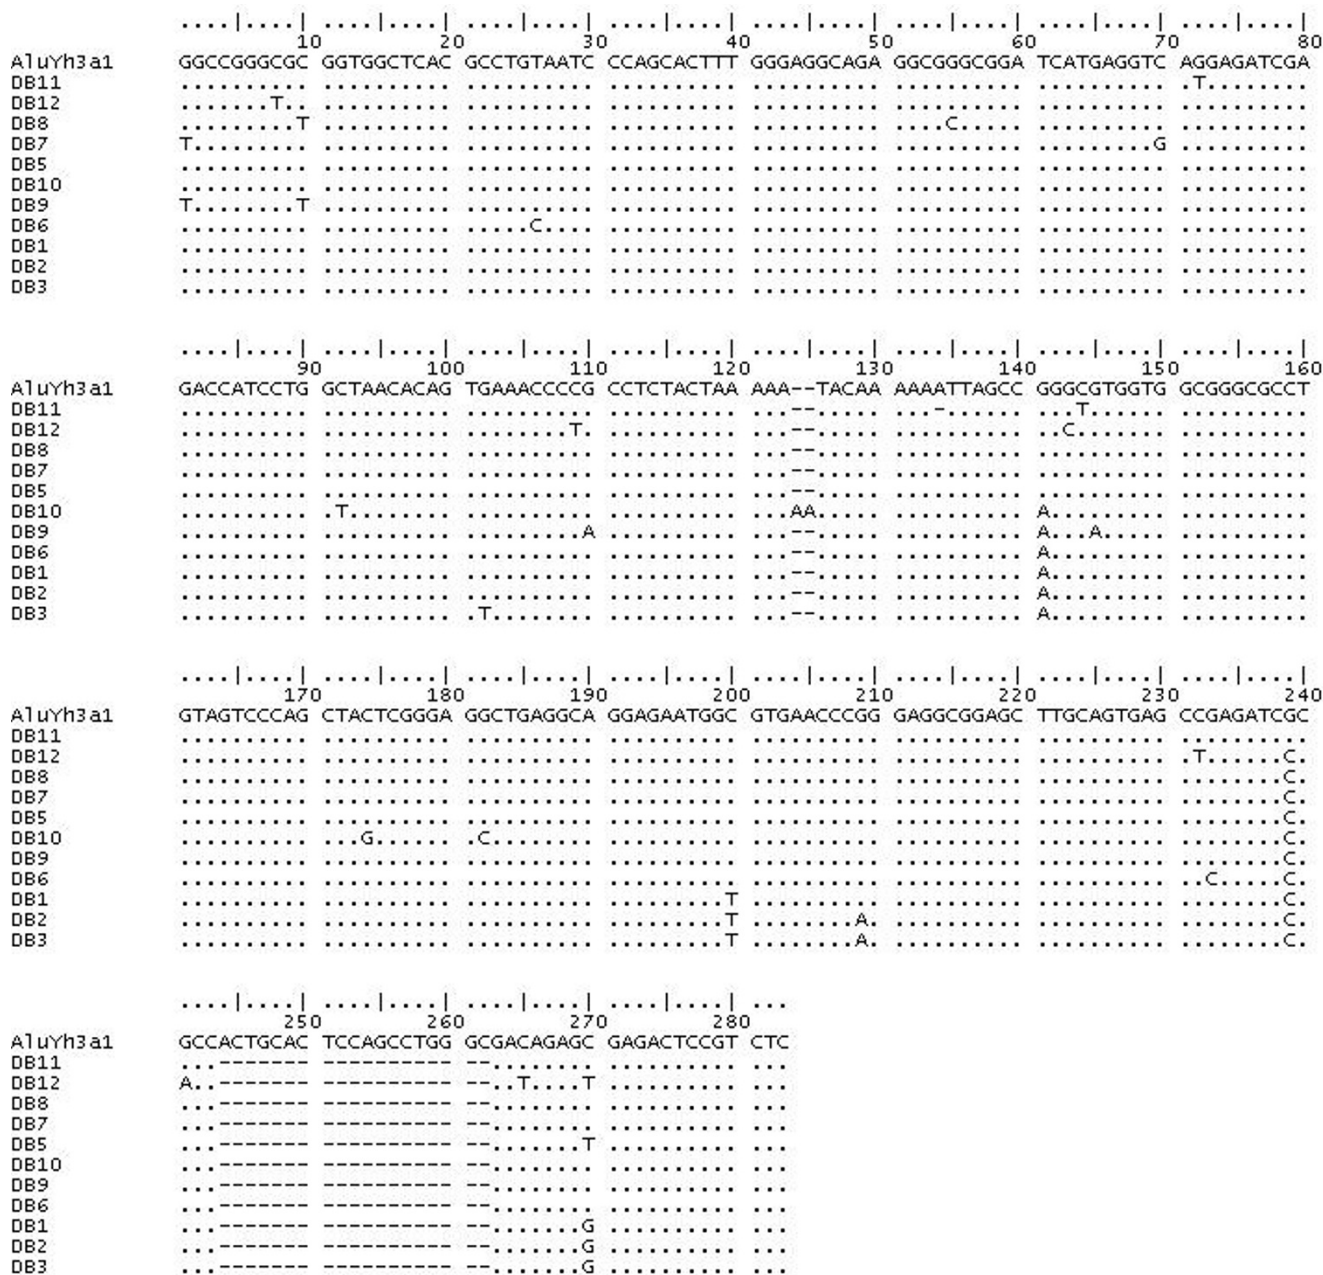 ....|....| ....|....| ....|....| ....|....| ....|....| ....|....| ....|....| ....|....|
10 20 30 40 50 60 70 80
AluYh3a1 GGCCGGGCGC GGTGGCTCAC GCCTGTAATC CCAGCACTTT GGGAGGCAGA GGCGGGCGGA TCATGAGGTC AGGAGATCGA
DB11 .......... .......... .......... .......... .......... .......... .......... .T........
DB12 .......T.. .......... .......... .......... .......... .......... .......... ..........
DB8 .........T .......... .......... .......... .......... ....C..... .......... ..........
DB7 T......... .......... .......... .......... .......... .......... .........G ..........
DB5 .......... .......... .......... .......... .......... .......... .......... ..........
DB10 .......... .......... .......... .......... .......... .......... .......... ..........
DB9 T........T .......... .......... .......... .......... .......... .......... ..........
DB6 .......... .......... .....C.... .......... .......... .......... .......... ..........
DB1 .......... .......... .......... .......... .......... .......... .......... ..........
DB2 .......... .......... .......... .......... .......... .......... .......... ..........
DB3 .......... .......... .......... .......... .......... .......... .......... ..........
....|....| ....|....| ....|....| ....|....| ....|....| ....|....| ....|....| ....|....|
90 100 110 120 130 140 150 160
AluYh3a1 GACCATCCTG GCTAACACAG TGAAACCCCG CCTCTACTAA AAA--TACAA AAAATTAGCC GGGCGTGGTG GCGGGCGCCT
DB11 .......... .......... .......... .......... ...--..... ...-...... ...T...... ..........
DB12 .......... .......... ........T. .......... ...--..... .......... ..C....... ..........
DB8 .......... .......... .......... .......... ...--..... .......... .......... ..........
DB7 .......... .......... .......... .......... ...--..... .......... .......... ..........
DB5 .......... .......... .......... .......... ...--..... .......... .......... ..........
DB10 .......... .T........ .......... .......... ...AA..... .......... A......... ..........
DB9 .......... .......... .........A .......... ...--..... .......... A...A..... ..........
DB6 .......... .......... .......... .......... ...--..... .......... A......... ..........
DB1 .......... .......... .......... .......... ...--..... .......... A......... ..........
DB2 .......... .......... .......... .......... ...--..... .......... A......... ..........
DB3 .......... .......... .T........ .......... ...--..... .......... A......... ..........
....|....| ....|....| ....|....| ....|....| ....|....| ....|....| ....|....| ....|....|
170 180 190 200 210 220 230 240
AluYh3a1 GTAGTCCCAG CTACTCGGGA GGCTGAGGCA GGAGAATGGC GTGAACCCGG GAGGCGGAGC TTGCAGTGAG CCGAGATCGC
DB11 .......... .......... .......... .......... .......... .......... .......... ..........
DB12 .......... .......... .......... .......... .......... .......... .......... .T......C.
DB8 .......... .......... .......... .......... .......... .......... .......... ........C.
DB7 .......... .......... .......... .......... .......... .......... .......... ........C.
DB5 .......... .......... .......... .......... .......... .......... .......... ........C.
DB10 .......... ...G...... .C........ .......... .......... .......... .......... ........C.
DB9 .......... .......... .......... .......... .......... .......... .......... ........C.
DB6 .......... .......... .......... .......... .......... .......... .......... ..C.....C.
DB1 .......... .......... .......... .........T .......... .......... .......... ........C.
DB2 .......... .......... .......... .........T ........A. .......... .......... ........C.
DB3 .......... .......... .......... .........T ........A. .......... .......... ........C.
....|....| ....|....| ....|....| ....|....| ...
250 260 270 280
AluYh3a1 GCCACTGCAC TCCAGCCTGG GCGACAGAGC GAGACTCCGT CTC
DB11 ...------- ---------- --........ .......... ...
DB12 A..------- ---------- --..T....T .......... ...
DB8 ...------- ---------- --........ .......... ...
DB7 ...------- ---------- --........ .......... ...
DB5 ...------- ---------- --.......T .......... ...
DB10 ...------- ---------- --........ .......... ...
DB9 ...------- ---------- --........ .......... ...
DB6 ...------- ---------- --........ .......... ...
DB1 ...------- ---------- --.......G .......... ...
DB2 ...------- ---------- --.......G .......... ...
DB3 ...------- ---------- --.......G .......... ...